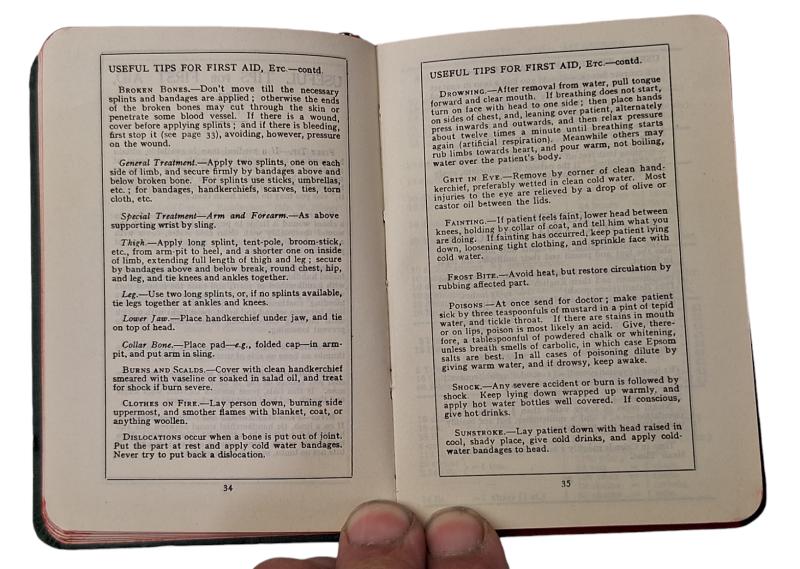 USEFUL TIPS FOR FIRST AID, Etc.—contd.
BROKEN BONES.—Don't move till the necessary
splints and bandages are applied; otherwise the ends
of the broken bones may cut through the skin or
penetrate some blood vessel. If there is a wound,
cover before applying splints; and if there is bleeding,
first stop it (see page 33), avoiding, however, pressure
on the wound.
General Treatment.—Apply two splints, one on each
side of limb, and secure firmly by bandages above and
below broken bone. For splints use sticks, umbrellas,
etc.; for bandages, handkerchiefs, scarves, ties, torn
cloth, etc.
Special Treatment—Arm and Forearm.—As above
supporting wrist by sling.
Thigh.—Apply long splint, tent-pole, broom-stick,
etc., from arm-pit to heel, and a shorter one on inside
of limb, extending full length of thigh and leg; secure
by bandages above and below break, round chest, hip,
and leg, and tie knees and ankles together.
Leg.—Use two long splints, or, if no splints available,
tie legs together at ankles and knees.
Lower Jaw.—Place handkerchief under jaw, and tie
on top of head.
Collar Bone.—Place pad—e.g., folded cap—in arm-
pit, and put arm in sling.
BURNS AND SCALDS.—Cover with clean handkerchief
smeared with vaseline or soaked in salad oil, and treat
for shock if burn severe.
CLOTHES ON FIRE.—Lay person down, burning side
uppermost, and smother flames with blanket, coat, or
anything woollen.
DISLOCATIONS occur when a bone is put out of joint.
Put the part at rest and apply cold water bandages.
Never try to put back a dislocation.
34
USEFUL TIPS FOR FIRST AID, Etc.—contd.
DROWNING.—After removal from water, pull tongue
forward and clear mouth. If breathing does not start,
turn on face with head to one side; then place hands
on sides of chest, and, leaning over patient, alternately
press inwards and outwards, and then relax pressure
about twelve times a minute until breathing starts
again (artificial respiration). Meanwhile others may
rub limbs towards heart, and pour warm, not boiling,
water over the patient's body.
GRIT IN EYE.—Remove by corner of clean hand-
kerchief, preferably wetted in clean cold water. Most
injuries to the eye are relieved by a drop of olive or
castor oil between the lids.
FAINTING.—If patient feels faint, lower head between
knees, holding by collar of coat, and tell him what you
are doing. If fainting has occurred, keep patient lying
down, loosening tight clothing, and sprinkle face with
cold water.
FROST BITE.—Avoid heat, but restore circulation by
rubbing affected part.
POISONS.—At once send for doctor; make patient
sick by three teaspoonfuls of mustard in a pint of tepid
water, and tickle throat. If there are stains in mouth
or on lips, poison is most likely an acid. Give, there-
fore, a tablespoonful of powdered chalk or whitening,
unless breath smells of carbolic, in which case Epsom
salts are best. In all cases of poisoning dilute by
giving warm water, and if drowsy, keep awake.
SHOCK.—Any severe accident or burn is followed by
shock. Keep lying down wrapped up warmly, and
apply hot water bottles well covered. If conscious,
give hot drinks.
SUNSTROKE.—Lay patient down with head raised in
cool, shady place, give cold drinks, and apply cold-
water bandages to head.
35